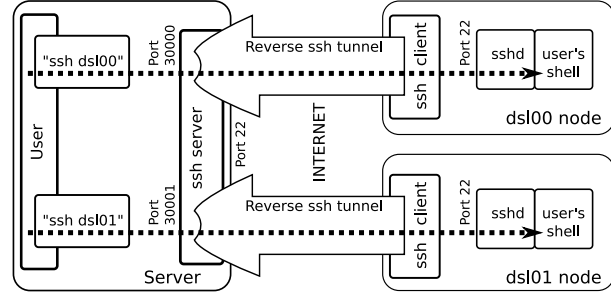 "ssh dsl00"
Port
30000
Reverse ssh tunnel
ssh client
Port 22
sshd
user's
shell
dsl00 node
User
ssh server
Port 22
INTERNET
"ssh dsl01"
Port
30001
Reverse ssh tunnel
ssh client
Port 22
sshd
user's
shell
dsl01 node
Server